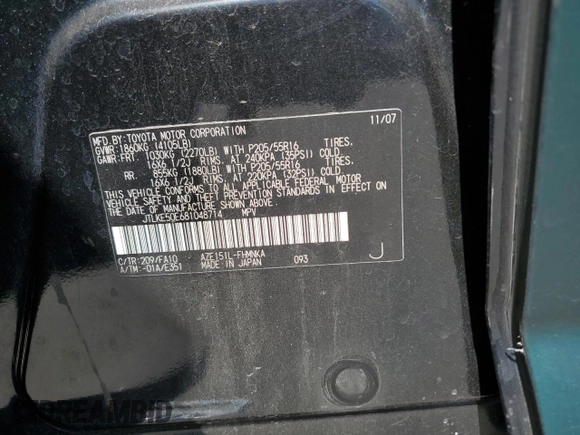 11/07
MFD.BY:TOYOTA MOTOR CORPORATION
GVWR:1860KG (4105LB)
GAWR:FRT. 1030KG (2270LB) WITH P205/55R16 TIRES,
16X6 1/2J RIMS, AT 240KPA (35PSI) COLD
RR. 855KG (1880LB) WITH P205/55R16 TIRES,
16X6 1/2J RIMS, AT 220KPA (32PSI) COLD
THIS VEHICLE CONFORMS TO ALL APPLICABLE FEDERAL MOTOR
VEHICLE SAFETY AND THEFT PREVENTION STANDARDS IN EFFECT
ON THE DATE OF MANUFACTURE SHOWN ABOVE.
JTLKE50E681048714 MPV
C/TR:209/FA10 AZE151L-FHMNKA
A/TM:-01A/E351 MADE IN JAPAN 093 J
DREAMBID